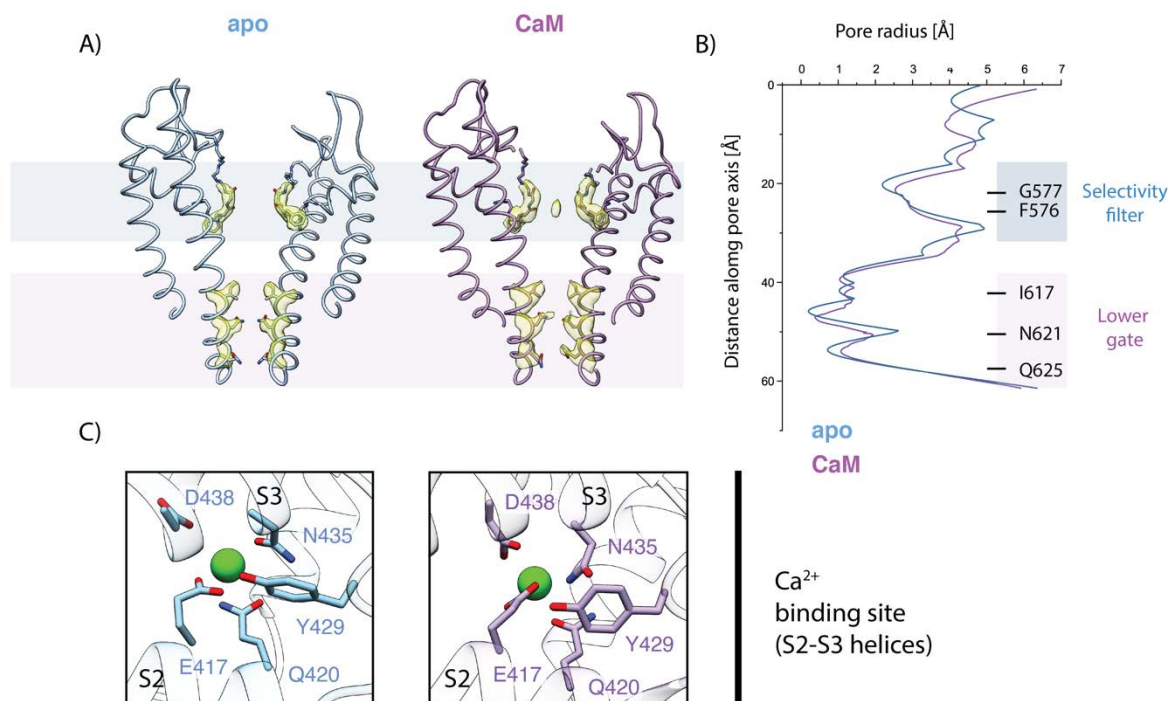 A)
apo
CaM
B)
Pore radius [Å]
0 1 2 3 4 5 6 7
Distance alomg pore axis [Å]
0
20
40
60
G577
F576
Selectivity
filter
I617
N621
Q625
Lower
gate
apo
CaM
C)
D438
S3
N435
Y429
E417
Q420
S2
D438
S3
N435
Y429
E417
Q420
S2
Ca²⁺
binding site
(S2-S3 helices)